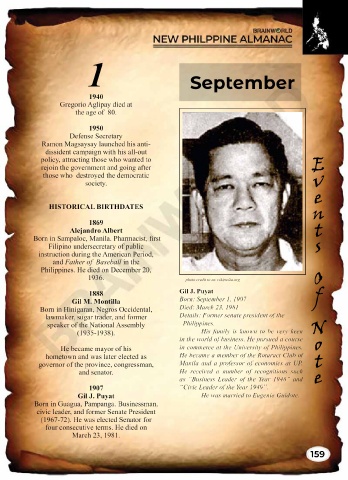 BRAINWORLD
NEW PHILPPINE ALMANAC
1
September
1940
Gregorio Aglipay died at
the age of 80.
1950
Defense Secretary
Ramon Magsaysay launched his anti-
dissident campaign with his all-out
policy, attracting those who wanted to
rejoin the government and going after
those who destroyed the democratic
society.
HISTORICAL BIRTHDATES
1869
Alejandro Albert
Born in Sampaloc, Manila. Pharmacist, first
Filipino undersecretary of public
instruction during the American Period,
and Father of Baseball in the
Philippines. He died on December 20,
1936.
1888
Gil M. Montilla
Born in Hinigaran, Negros Occidental,
lawmaker, sugar trader, and former
speaker of the National Assembly
(1935-1938).
He became mayor of his
hometown and was later elected as
governor of the province, congressman,
and senator.
1907
Gil J. Puyat
Born in Guagua, Pampanga. Businessman,
civic leader, and former Senate President
(1967-72). He was elected Senator for
four consecutive terms. He died on
March 23, 1981.
Gil J. Puyat
Born: September 1, 1907
Died: March 23, 1981
Details: Former senate president of the
Philippines.
His family is known to be very keen
in the world of business. He pursued a course
in commerce at the University of Philippines.
He became a member of the Rotaract Club of
Manila and a professor of economics at UP.
He received a number of recognitions such
as "Business Leader of the Year 1948" and
"Civic Leader of the Year 1949".
He was married to Eugenia Guidote
Events Of Note
159